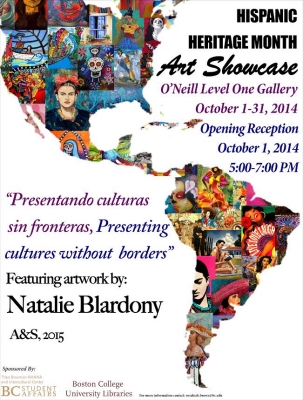 HISPANIC
HERITAGE MONTH
Art Showcase
O'Neill Level One Gallery
October 1-31, 2014
Opening Reception
October 1, 2014
5:00-7:00 PM
"Presentando culturas
sin fronteras, Presenting
cultures without borders"
Featuring artwork by:
Natalie Blardony
A&S, 2015
Sponsored By:
BC STUDENT
AFFAIRS
Boston College
University Libraries